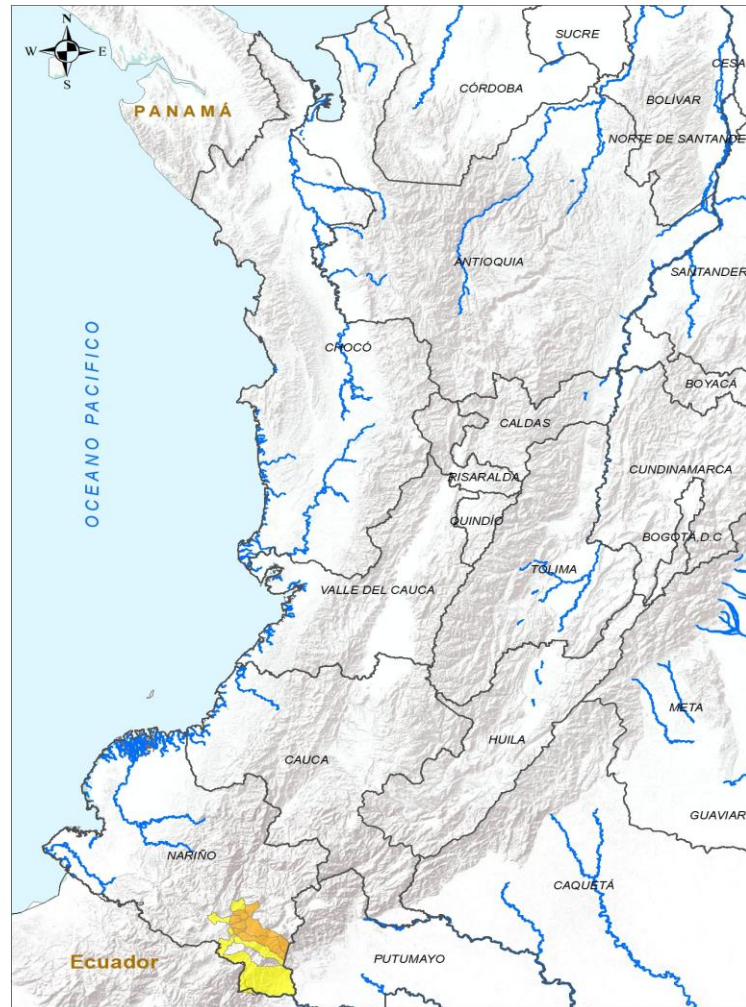 N
W E
S
SUCRE
CESA
CÓRDOBA
BOLÍVAR
PANAMÁ
NORTE DE SANTANDE
ANTIOQUIA
SANTANDER
OCEANO PACIFICO
CHOCÓ
BOYACÁ
CALDAS
CUNDINAMARCA
RISARALDA
QUINDÍO
BOGOTÁ,D.C
TOLIMA
VALLE DEL CAUCA
META
HUILA
CAUCA
GUAVIAR
NARIÑO
CAQUETÁ
Ecuador
PUTUMAYO